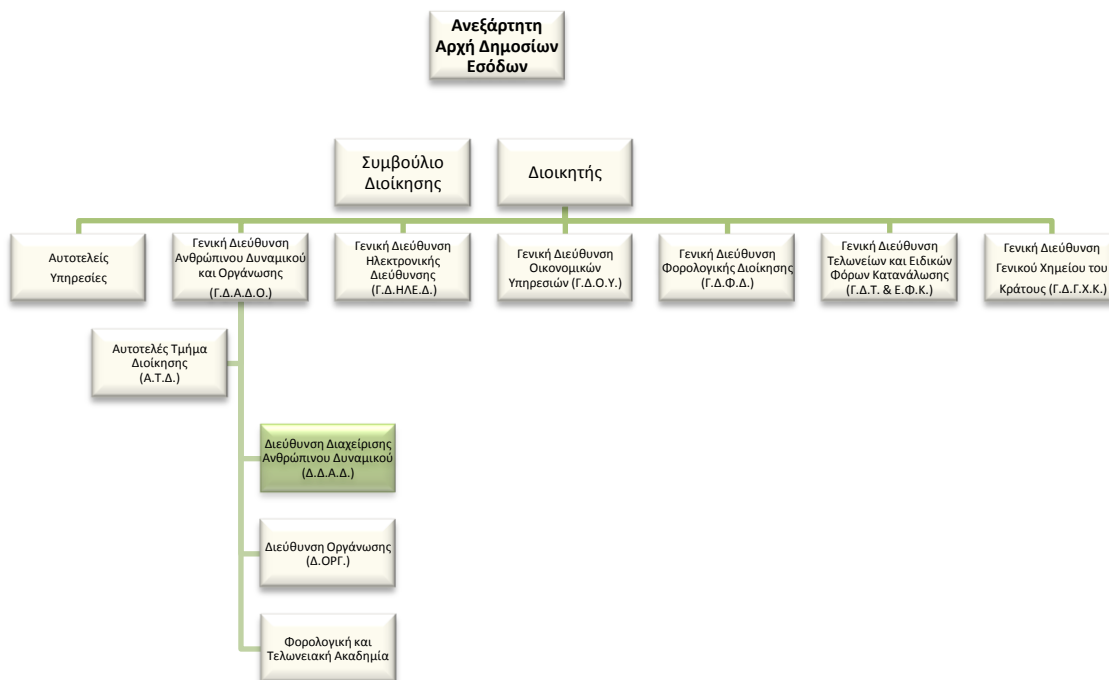 Ανεξάρτητη
Αρχή Δημοσίων
Εσόδων
Συμβούλιο
Διοίκησης
Διοικητής
Αυτοτελείς
Υπηρεσίες
Γενική Διεύθυνση
Ανθρώπινου Δυναμικού
και Οργάνωσης
(Γ.Δ.Α.Δ.Ο.)
Γενική Διεύθυνση
Ηλεκτρονικής
Διεύθυνσης
(Γ.Δ.ΗΛΕ.Δ.)
Γενική Διεύθυνση
Οικονομικών
Υπηρεσιών (Γ.Δ.Ο.Υ.)
Γενική Διεύθυνση
Φορολογικής Διοίκησης
(Γ.Δ.Φ.Δ.)
Γενική Διεύθυνση
Τελωνείων και Ειδικών
Φόρων Κατανάλωσης
(Γ.Δ.Τ. & Ε.Φ.Κ.)
Γενική Διεύθυνση
Γενικού Χημείου του
Κράτους (Γ.Δ.Γ.Χ.Κ.)
Αυτοτελές Τμήμα
Διοίκησης
(Α.Τ.Δ.)
Διεύθυνση Διαχείρισης
Ανθρώπινου Δυναμικού
(Δ.Δ.Α.Δ.)
Διεύθυνση Οργάνωσης
(Δ.ΟΡΓ.)
Φορολογική και
Τελωνειακή Ακαδημία